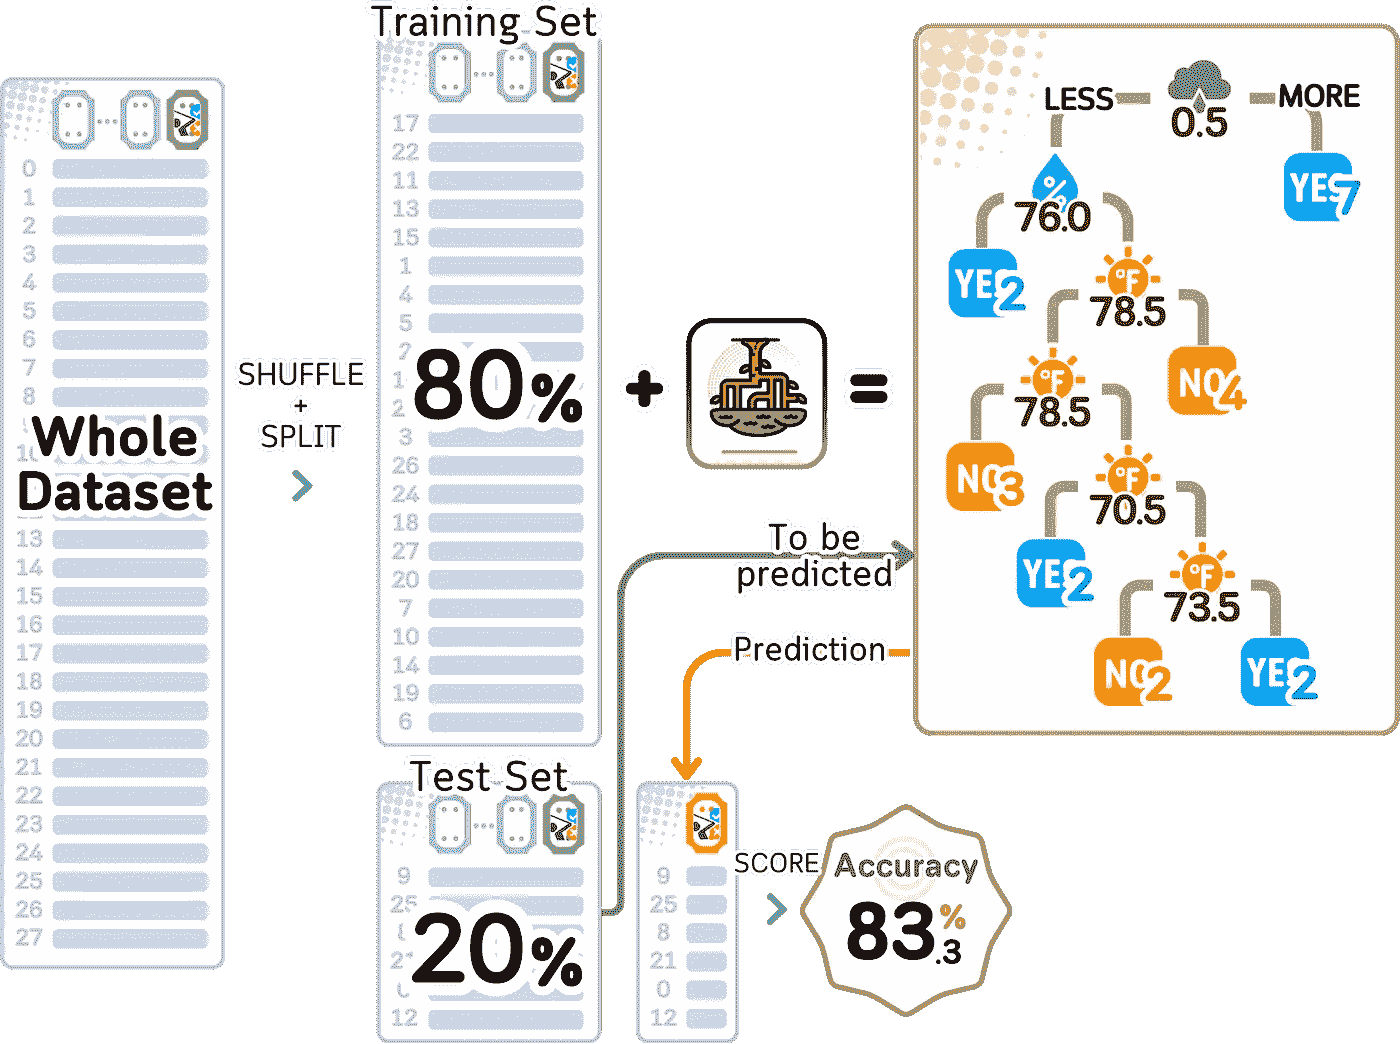 Whole
Dataset
0
1
2
3
4
5
6
7
8
13
14
15
16
17
18
19
20
21
22
23
24
25
26
27
SHUFFLE
+
SPLIT
Training Set
17
22
11
13
15
1
4
5
80%
3
26
24
18
27
20
7
10
14
19
6
Test Set
9
25
20%
12
+
=
To be
predicted
Prediction
9
25
8
21
0
12
SCORE
Accuracy
83.3%
LESS
0.5
MORE
%
76.0
YES 7
YES 2
°F
78.5
°F
78.5
NO 4
NO 3
°F
70.5
YES 2
°F
73.5
NO 2
YES 2